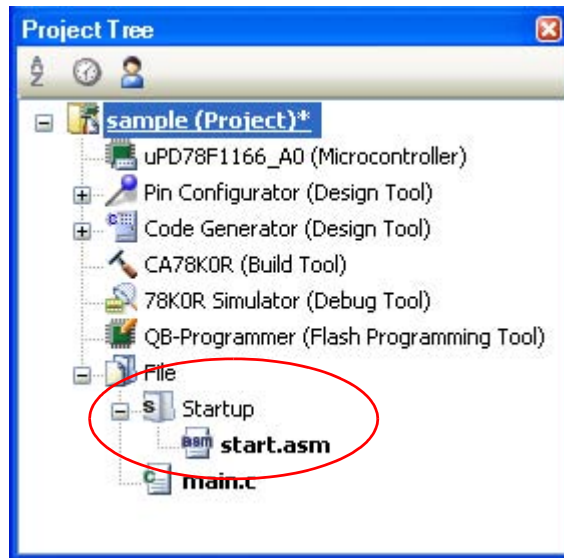 Project Tree
sample (Project)*
uPD78F1166_A0 (Microcontroller)
Pin Configurator (Design Tool)
Code Generator (Design Tool)
CA78K0R (Build Tool)
78K0R Simulator (Debug Tool)
QB-Programmer (Flash Programming Tool)
File
Startup
start.asm
main.c